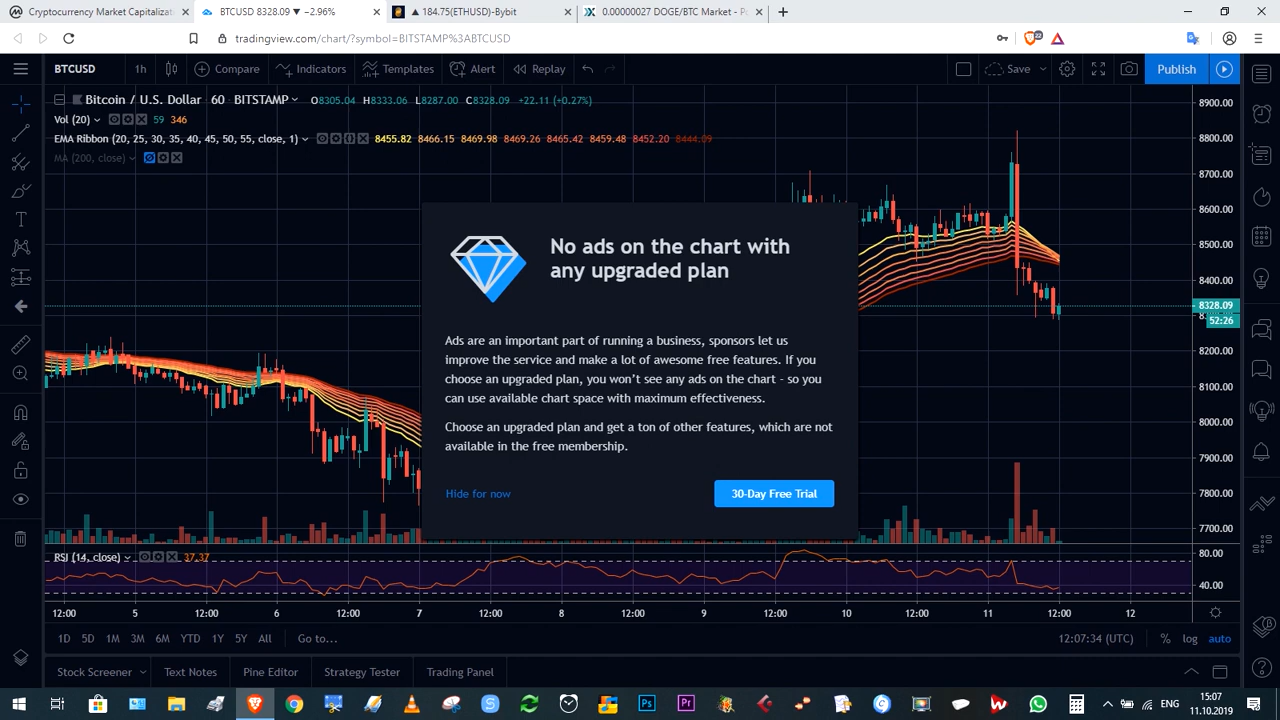 Cryptocurrency Market Capitalizat
BTCUSD 8328.09 ▼ −2.96%
▲ 184.75(ETHUSD)-Bybit
0.00000027 DOGE/BTC Market - Po
tradingview.com/chart/?symbol=BITSTAMP%3ABTCUSD
22
BTCUSD
1h
Compare
Indicators
Templates
Alert
Replay
Save
Publish
Bitcoin / U.S. Dollar 60 BITSTAMP
O8305.04 H8333.06 L8287.00 C8328.09 +22.11 (+0.27%)
Vol (20) 59 346
EMA Ribbon (20, 25, 30, 35, 40, 45, 50, 55, close, 1) 8455.82 8466.15 8469.98 8469.26 8465.42 8459.48 8452.20 8444.09
MA (200, close)
8900.00
8800.00
8700.00
8600.00
8500.00
8400.00
8328.09
52:26
8200.00
8100.00
8000.00
7900.00
7800.00
7700.00
No ads on the chart with
any upgraded plan
Ads are an important part of running a business, sponsors let us
improve the service and make a lot of awesome free features. If you
choose an upgraded plan, you won’t see any ads on the chart - so you
can use available chart space with maximum effectiveness.
Choose an upgraded plan and get a ton of other features, which are not
available in the free membership.
Hide for now
30-Day Free Trial
RSI (14, close) 37.37
80.00
40.00
12:00 5 12:00 6 12:00 7 12:00 8 12:00 9 12:00 10 12:00 11 12:00 12
1D 5D 1M 3M 6M YTD 1Y 5Y All Go to...
12:07:34 (UTC) % log auto
Stock Screener Text Notes Pine Editor Strategy Tester Trading Panel
Ps
Pr
ENG
15:07
11.10.2019